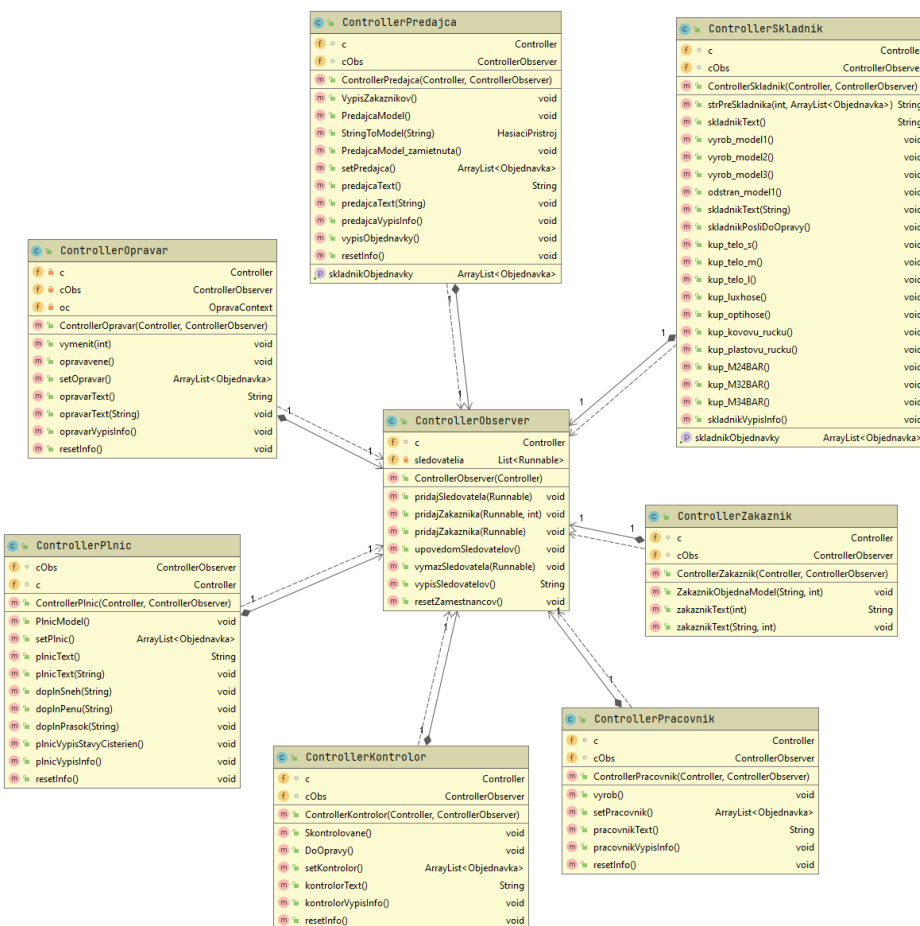 ControllerPredajca
c Controller
cObs ControllerObserver
ControllerPredajca(Controller, ControllerObserver)
VypisZakaznikov() void
PredajcaModel() void
StringToModel(String) HasiaciPristroj
PredajcaModel_zamietnuta() void
setPredajca() ArrayList<Objednavka>
predajcaText() String
predajcaText(String) void
predajcaVypisInfo() void
vypisObjednavky() void
resetInfo() void
skladnikObjednavky ArrayList<Objednavka>
ControllerSkladnik
c Controller
cObs ControllerObserver
ControllerSkladnik(Controller, ControllerObserver)
strPreSkladnika(int, ArrayList<Objednavka>) String
skladnikText() String
vyrob_model1() void
vyrob_model2() void
vyrob_model3() void
odstran_model1() void
skladnikText(String) void
skladnikPosliDoOpravy() void
kup_telo_s() void
kup_telo_m() void
kup_telo_l() void
kup_luxhose() void
kup_optihose() void
kup_kovovu_rucku() void
kup_plastovu_rucku() void
kup_M24BAR() void
kup_M32BAR() void
kup_M34BAR() void
skladnikVypisInfo() void
skladnikObjednavky ArrayList<Objednavka>
ControllerOpravar
c Controller
cObs ControllerObserver
oc OpravaContext
ControllerOpravar(Controller, ControllerObserver)
vymenit(int) void
opravavene() void
setOpravar() ArrayList<Objednavka>
opravarText() String
opravarText(String) void
opravarVypisInfo() void
resetInfo() void
ControllerObserver
c Controller
sledovatelia List<Runnable>
ControllerObserver(Controller)
pridajSledovatela(Runnable) void
pridajZakaznika(Runnable, int) void
pridajZakaznika(Runnable) void
upovedomSledovatelov() void
vymazSledovatela(Runnable) void
vypisSledovatelov() String
resetZamestnancov() void
ControllerZakaznik
c Controller
cObs ControllerObserver
ControllerZakaznik(Controller, ControllerObserver)
ZakaznikObjednaModel(String, int) void
zakaznikText(int) String
zakaznikText(String, int) void
ControllerPlnic
cObs ControllerObserver
c Controller
ControllerPlnic(Controller, ControllerObserver)
PlnicModel() void
setPlnic() ArrayList<Objednavka>
plnicText() String
plnicText(String) void
doplnSneh(String) void
doplnPenu(String) void
doplnPrasok(String) void
plnicVypisStavyCisterien() void
plnicVypisInfo() void
resetInfo() void
ControllerPracovnik
c Controller
cObs ControllerObserver
ControllerPracovnik(Controller, ControllerObserver)
vyrob() void
setPracovnik() ArrayList<Objednavka>
pracovnikText() String
pracovnikVypisInfo() void
resetInfo() void
ControllerKontrolor
c Controller
cObs ControllerObserver
ControllerKontrolor(Controller, ControllerObserver)
Skontrolovane() void
DoOpravy() void
setKontrolor() ArrayList<Objednavka>
kontrolorText() String
kontrolorVypisInfo() void
resetInfo() void